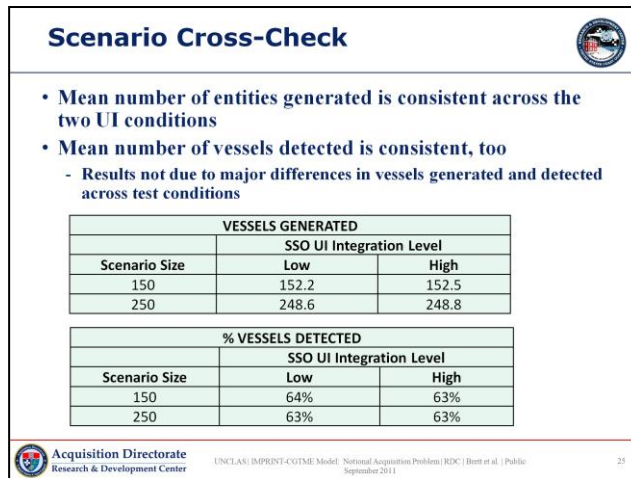 Scenario Cross-Check
• Mean number of entities generated is consistent across the
two UI conditions
• Mean number of vessels detected is consistent, too
- Results not due to major differences in vessels generated and detected
across test conditions
VESSELS GENERATED
SSO UI Integration Level
Scenario Size Low High
150 152.2 152.5
250 248.6 248.8
% VESSELS DETECTED
SSO UI Integration Level
Scenario Size Low High
150 64% 63%
250 63% 63%
Acquisition Directorate
Research & Development Center
UNCLAS | IMPRINT-CGTME Model: Notional Acquisition Problem | RDC | Brett et al. | Public
September 2011
25